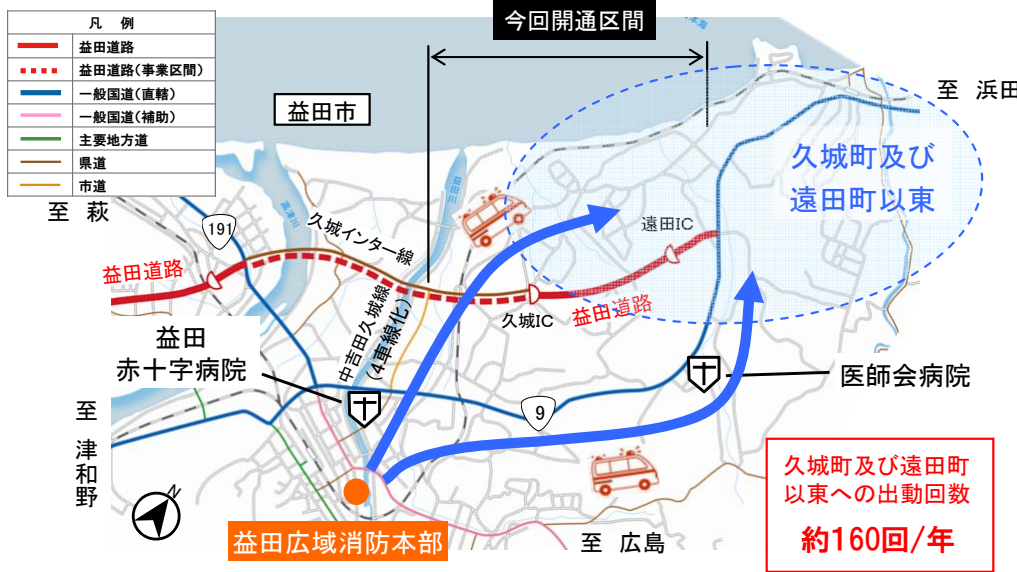 凡 例
益田道路
益田道路(事業区間)
一般国道(直轄)
一般国道(補助)
主要地方道
県道
市道
今回開通区間
益田市
至 浜田
久城町及び
遠田町以東
至 萩
191
高津川
益田川
久城インター線
遠田IC
益田道路
久城IC
益田道路
中吉田久城線
(4車線化)
益田
赤十字病院
医師会病院
9
至
津
和
野
N
久城町及び遠田町
以東への出動回数
約160回/年
益田広域消防本部
至 広島